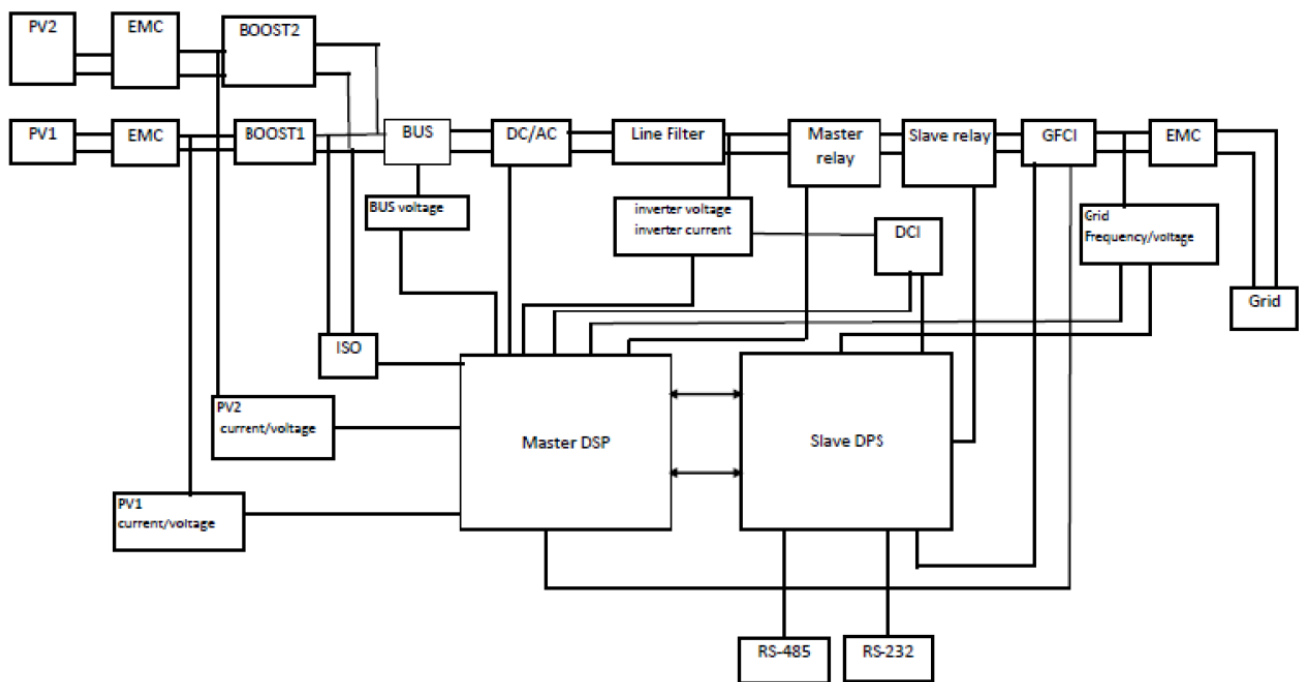 PV2
EMC
BOOST2
PV1
EMC
BOOST1
BUS
DC/AC
Line Filter
Master
relay
Slave relay
GFCI
EMC
BUS voltage
inverter voltage
inverter current
DCI
Grid
Frequency/voltage
Grid
ISO
PV2
current/voltage
Master DSP
Slave DPS
PV1
current/voltage
RS-485
RS-232